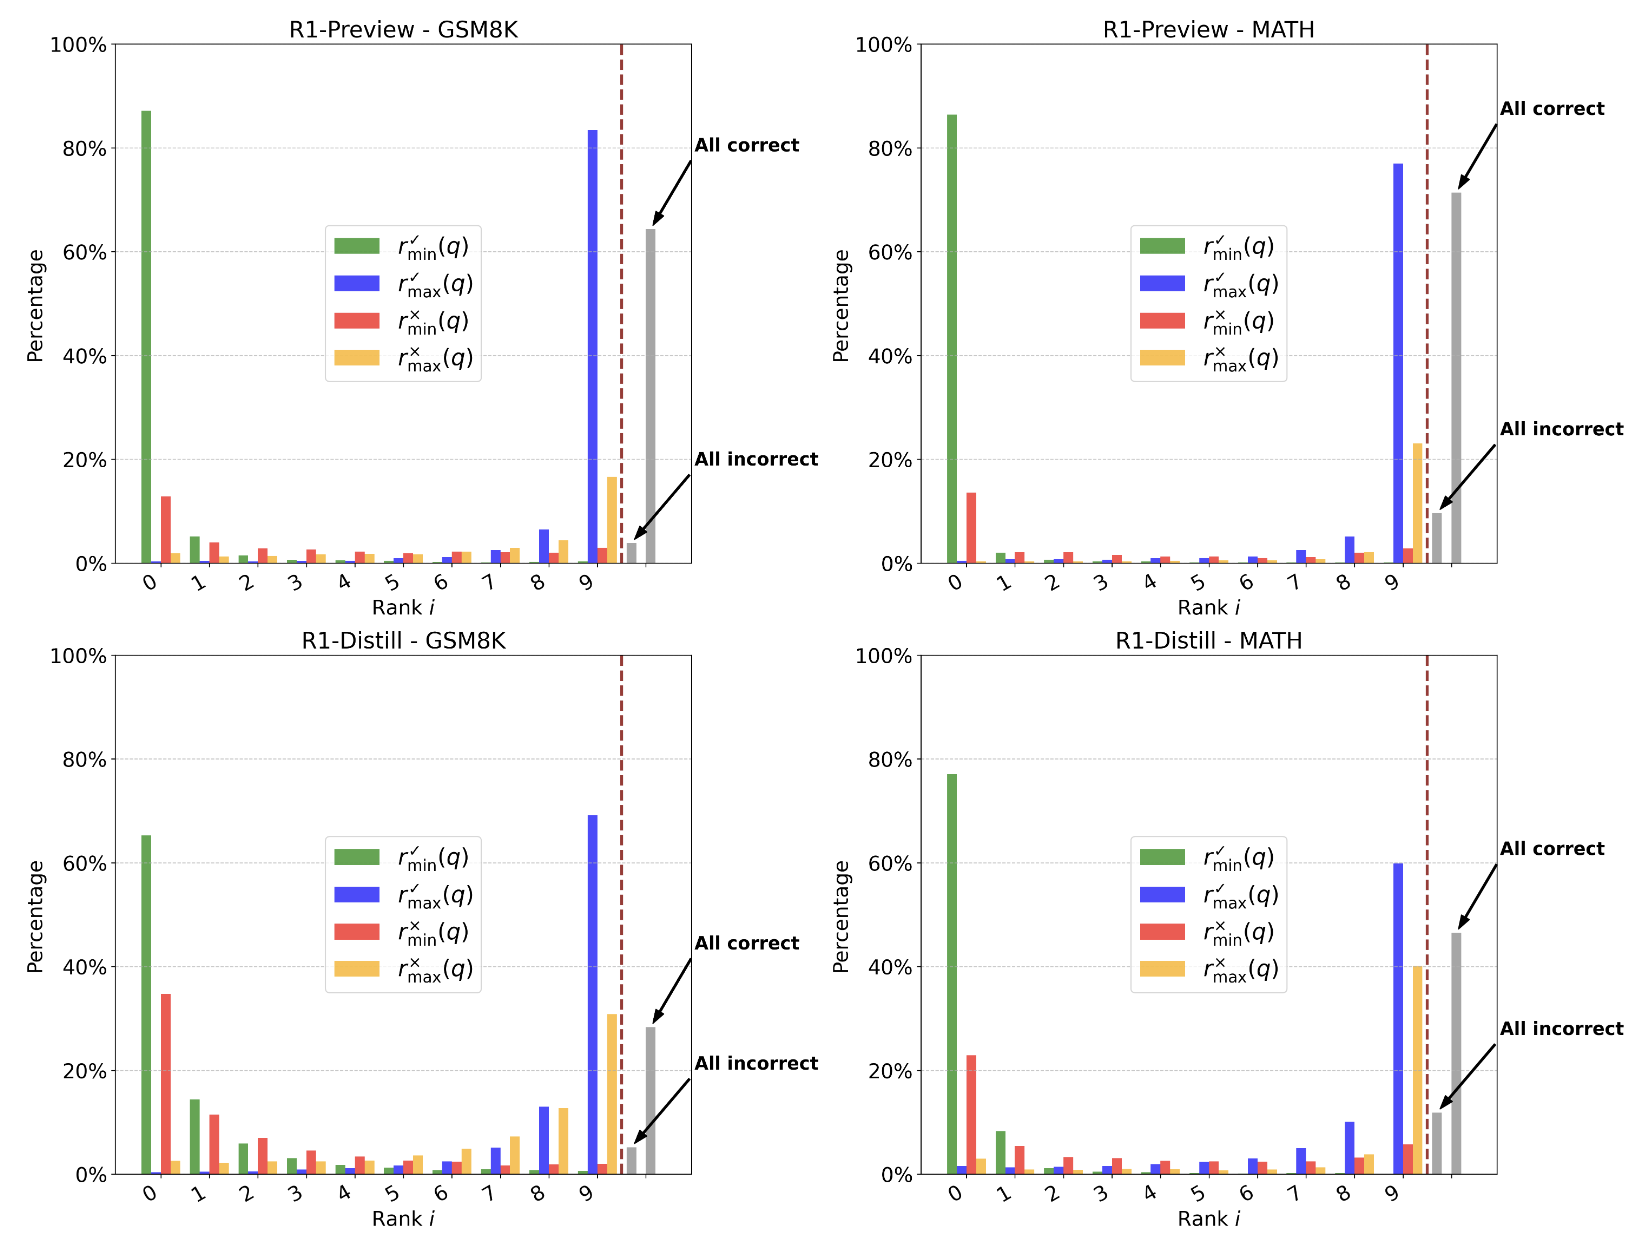 R1-Preview - GSM8K
100%
80%
60%
40%
20%
0%
Percentage
r✓min(q)
r✓max(q)
r×min(q)
r×max(q)
All correct
All incorrect
0 1 2 3 4 5 6 7 8 9
Rank i
R1-Preview - MATH
100%
80%
60%
40%
20%
0%
Percentage
r✓min(q)
r✓max(q)
r×min(q)
r×max(q)
All correct
All incorrect
0 1 2 3 4 5 6 7 8 9
Rank i
R1-Distill - GSM8K
100%
80%
60%
40%
20%
0%
Percentage
r✓min(q)
r✓max(q)
r×min(q)
r×max(q)
All correct
All incorrect
0 1 2 3 4 5 6 7 8 9
Rank i
R1-Distill - MATH
100%
80%
60%
40%
20%
0%
Percentage
r✓min(q)
r✓max(q)
r×min(q)
r×max(q)
All correct
All incorrect
0 1 2 3 4 5 6 7 8 9
Rank i